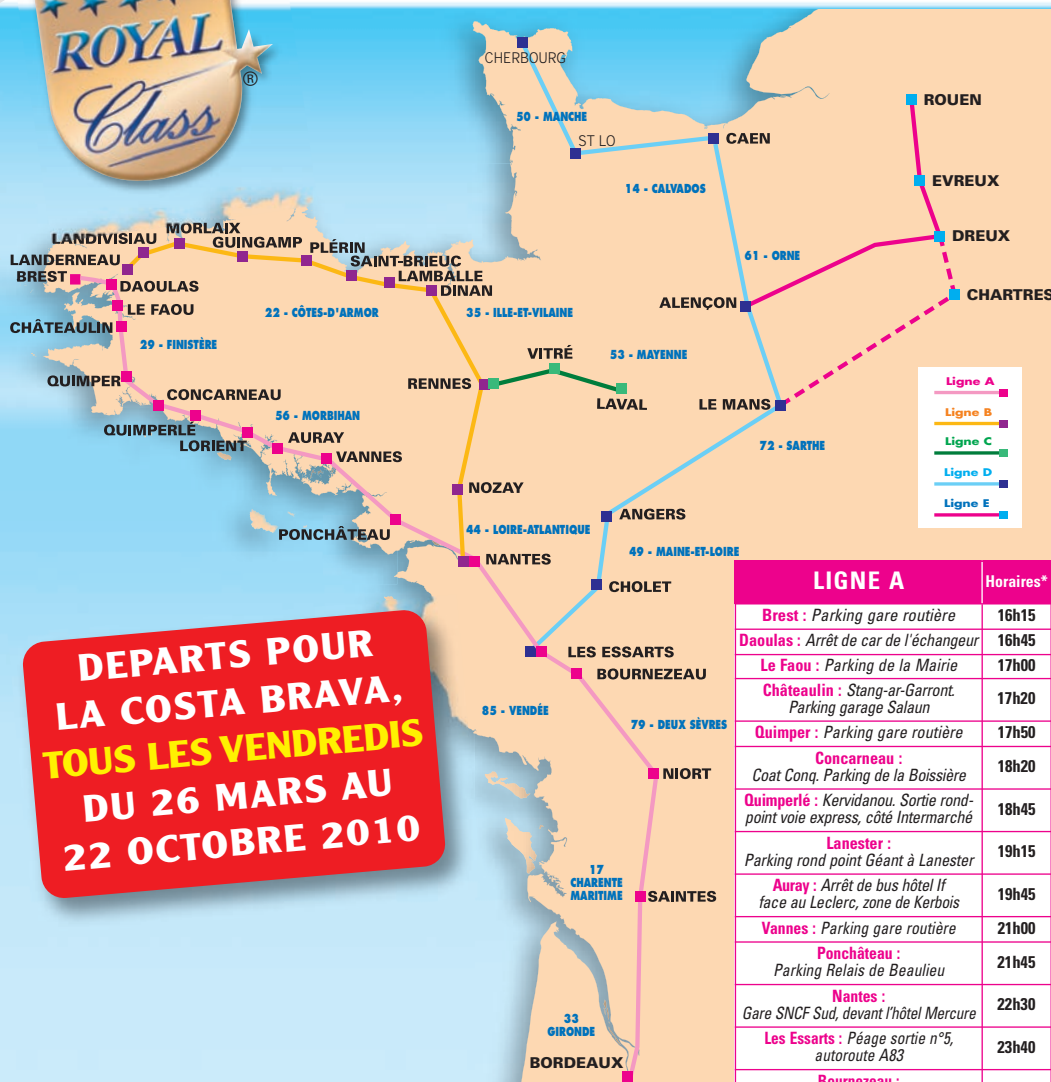 ROYAL
Class
®
CHERBOURG
50 - MANCHE
ST LO
CAEN
14 - CALVADOS
ROUEN
EVREUX
DREUX
61 - ORNE
CHARTRES
ALENÇON
MORLAIX
LANDIVISIAU
GUINGAMP
PLÉRIN
LANDERNEAU
SAINT-BRIEUC
BREST
LAMBALLE
DAOULAS
DINAN
LE FAOU
22 - CÔTES-D'ARMOR
35 - ILLE-ET-VILAINE
CHÂTEAULIN
29 - FINISTÈRE
VITRÉ
53 - MAYENNE
QUIMPER
RENNES
LAVAL
LE MANS
CONCARNEAU
56 - MORBIHAN
QUIMPERLÉ
LORIENT
AURAY
VANNES
72 - SARTHE
NOZAY
PONCHÂTEAU
44 - LOIRE-ATLANTIQUE
ANGERS
NANTES
49 - MAINE-ET-LOIRE
CHOLET
LES ESSARTS
BOURNEZEAU
85 - VENDÉE
79 - DEUX SÈVRES
NIORT
17
CHARENTE
MARITIME
SAINTES
33
GIRONDE
BORDEAUX
Ligne A
Ligne B
Ligne C
Ligne D
Ligne E
DEPARTS POUR
LA COSTA BRAVA,
TOUS LES VENDREDIS
DU 26 MARS AU
22 OCTOBRE 2010
LIGNE A Horaires*
Brest : Parking gare routière 16h15
Daoulas : Arrêt de car de l'échangeur 16h45
Le Faou : Parking de la Mairie 17h00
Châteaulin : Stang-ar-Garront.
Parking garage Salaun 17h20
Quimper : Parking gare routière 17h50
Concarneau :
Coat Conq. Parking de la Boissière 18h20
Quimperlé : Kervidanou. Sortie rond-
point voie express, côté Intermarché 18h45
Lanester :
Parking rond point Géant à Lanester 19h15
Auray : Arrêt de bus hôtel If
face au Leclerc, zone de Kerbois 19h45
Vannes : Parking gare routière 21h00
Ponchâteau :
Parking Relais de Beaulieu 21h45
Nantes :
Gare SNCF Sud, devant l'hôtel Mercure 22h30
Les Essarts : Péage sortie n°5,
autoroute A83 23h40
Bournezeau :